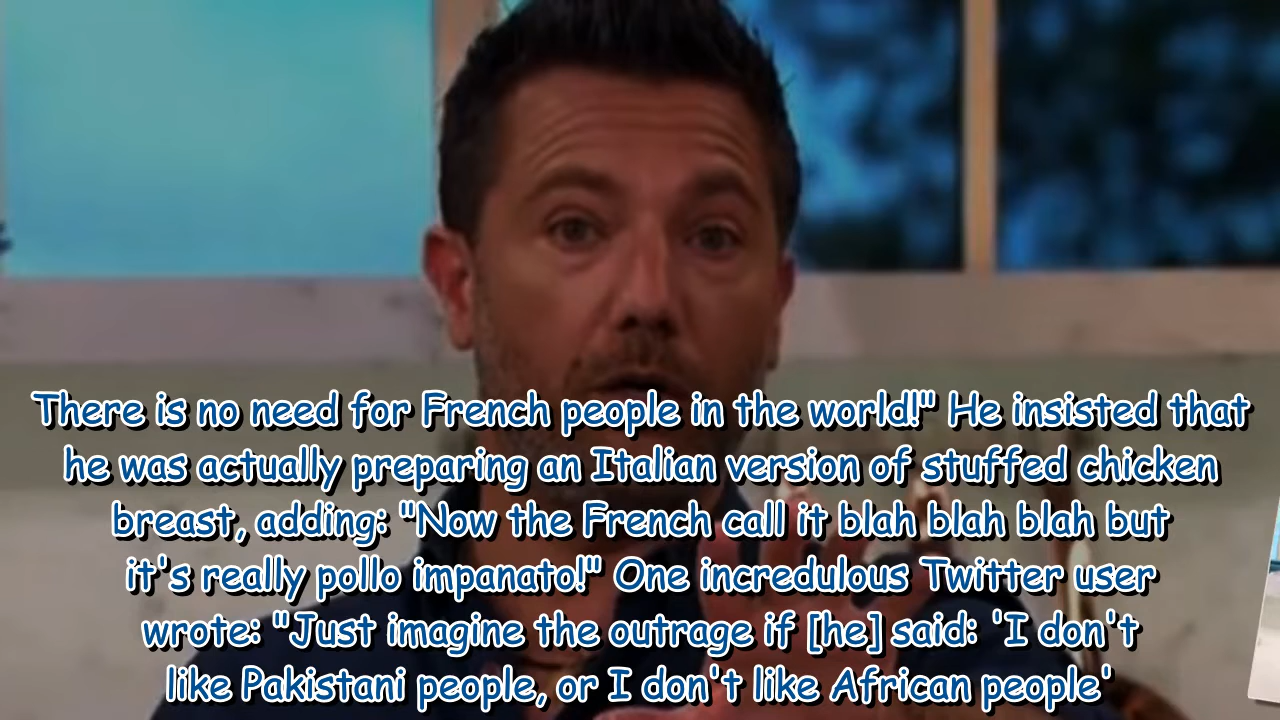 There is no need for French people in the world!" He insisted that
he was actually preparing an Italian version of stuffed chicken
breast, adding: "Now the French call it blah blah blah but
it's really pollo impanato!" One incredulous Twitter user
wrote: "Just imagine the outrage if [he] said: 'I don't
like Pakistani people, or I don't like African people'